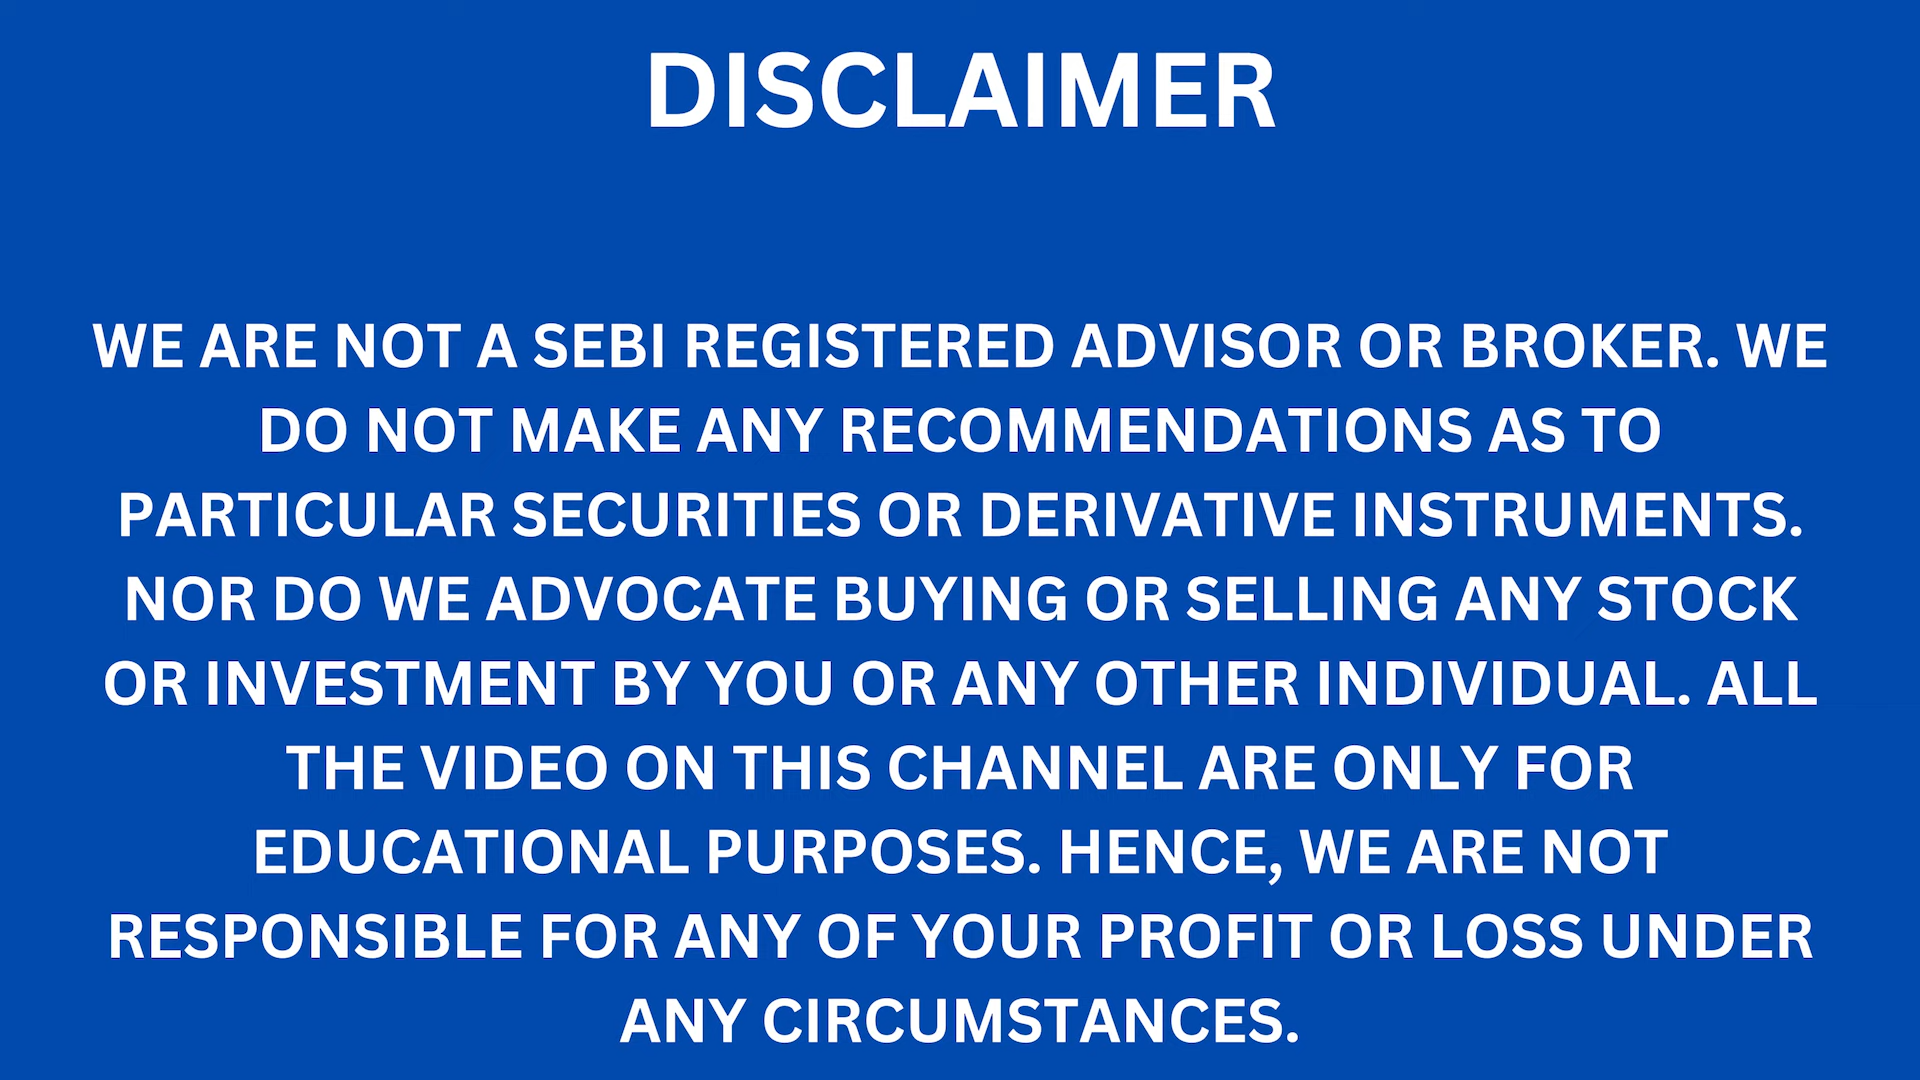 DISCLAIMER
WE ARE NOT A SEBI REGISTERED ADVISOR OR BROKER. WE
DO NOT MAKE ANY RECOMMENDATIONS AS TO
PARTICULAR SECURITIES OR DERIVATIVE INSTRUMENTS.
NOR DO WE ADVOCATE BUYING OR SELLING ANY STOCK
OR INVESTMENT BY YOU OR ANY OTHER INDIVIDUAL. ALL
THE VIDEO ON THIS CHANNEL ARE ONLY FOR
EDUCATIONAL PURPOSES. HENCE, WE ARE NOT
RESPONSIBLE FOR ANY OF YOUR PROFIT OR LOSS UNDER
ANY CIRCUMSTANCES.